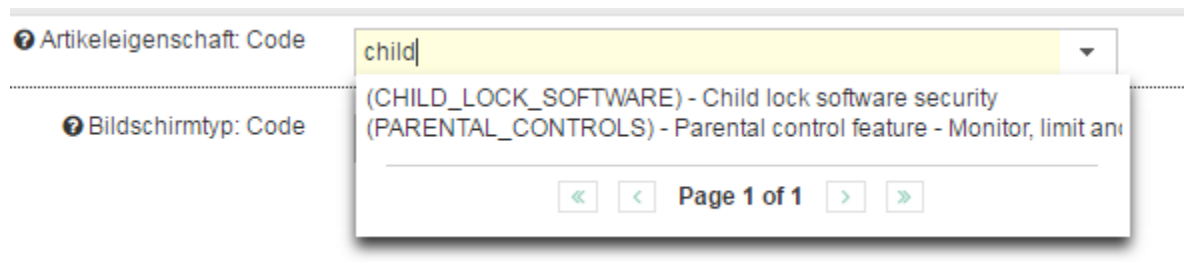 Artikeleigenschaft: Code
child
(CHILD_LOCK_SOFTWARE) - Child lock software security
Bildschirmtyp: Code
(PARENTAL_CONTROLS) - Parental control feature - Monitor, limit and
« < Page 1 of 1 > »